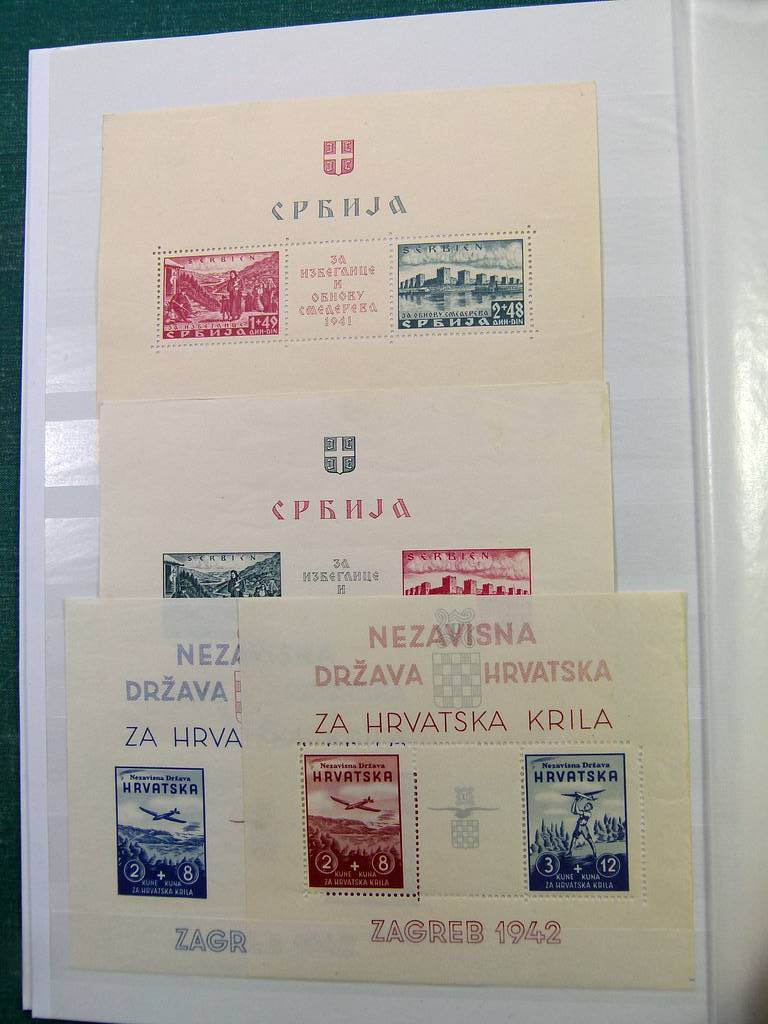 СРБИЈА
SERBIEN
1+49
ЗА ИЗБЕГЛИЦЕ
ДИН-DIN
СРБИЈА
ЗА
ИЗБЕГЛИЦЕ
И
ОБНОВУ
СМЕДЕРЕВА
1941
SERBIEN
2+48
ЗА ОБНОВУ СМЕДЕРЕВА
ДИН-DIN
СРБИЈА
СРБИЈА
SERBIEN
ЗА
ИЗБЕГЛИЦЕ
И
SERBIEN
NEZA
DRŽAVA
ZA HRVA
Nezavisna Država
HRVATSKA
2 + 8
KUNE KUNA
ZA HRVATSKA KRILA
ZAGR
NEZAVISNA
DRŽAVA HRVATSKA
ZA HRVATSKA KRILA
Nezavisna Država
HRVATSKA
2 + 8
KUNE KUNA
ZA HRVATSKA KRILA
Nezavisna Država
HRVATSKA
3 + 12
KUNE KUNA
ZA HRVATSKA KRILA
ZAGREB 1942